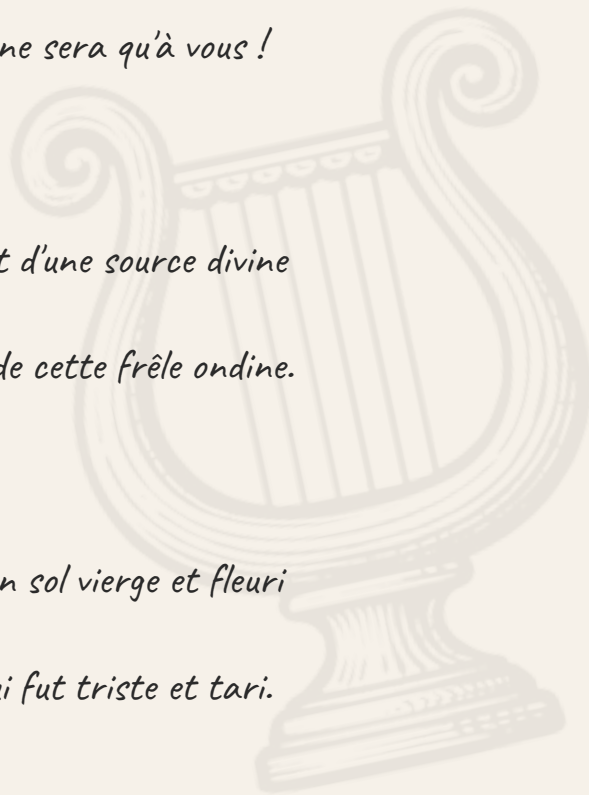 ne sera qu'à vous !
d'une source divine
de cette frêle ondine.
sol vierge et fleuri
fut triste et tari.